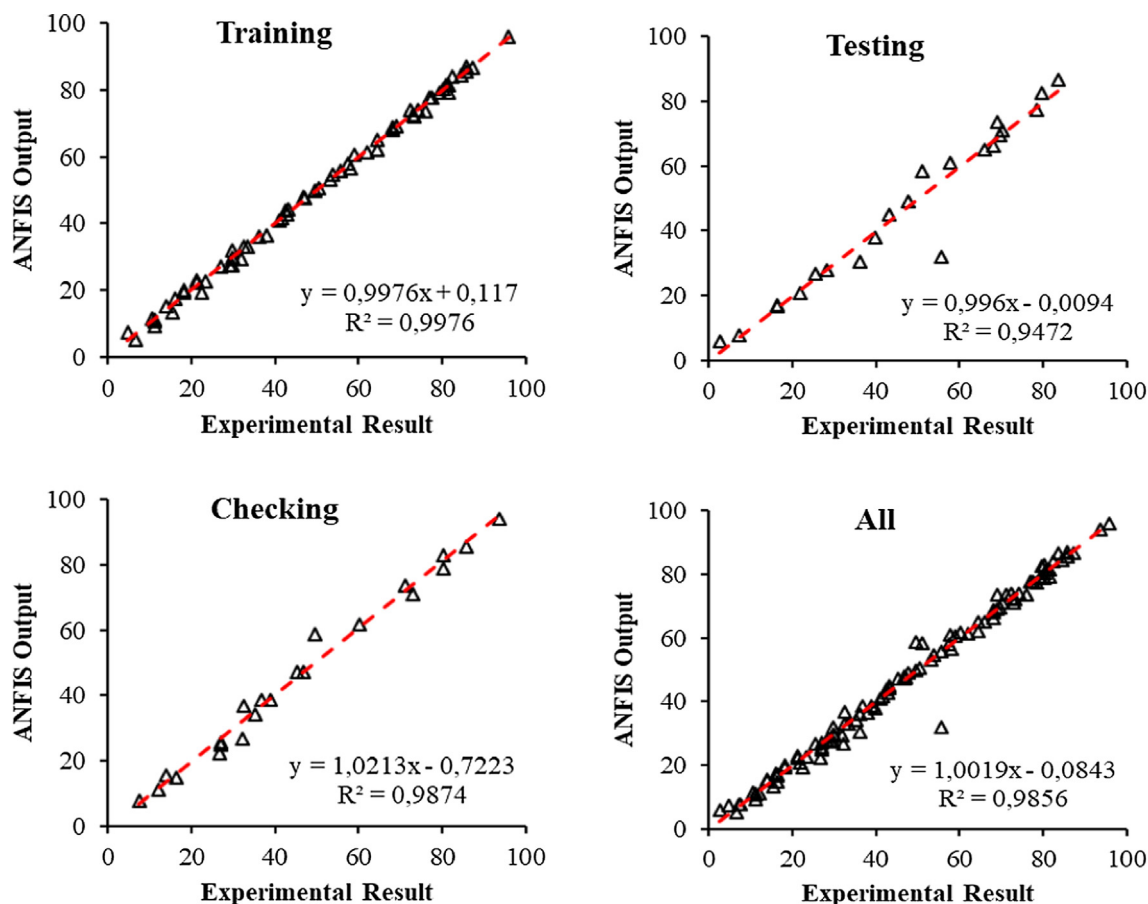 Training
100
80
60
40
20
0
ANFIS Output
y = 0,9976x + 0,117
R² = 0,9976
0 20 40 60 80 100
Experimental Result
Testing
100
80
60
40
20
0
ANFIS Output
y = 0,996x - 0,0094
R² = 0,9472
0 20 40 60 80 100
Experimental Result
Checking
100
80
60
40
20
0
ANFIS Output
y = 1,0213x - 0,7223
R² = 0,9874
0 20 40 60 80 100
Experimental Result
All
100
80
60
40
20
0
ANFIS Output
y = 1,0019x - 0,0843
R² = 0,9856
0 20 40 60 80 100
Experimental Result